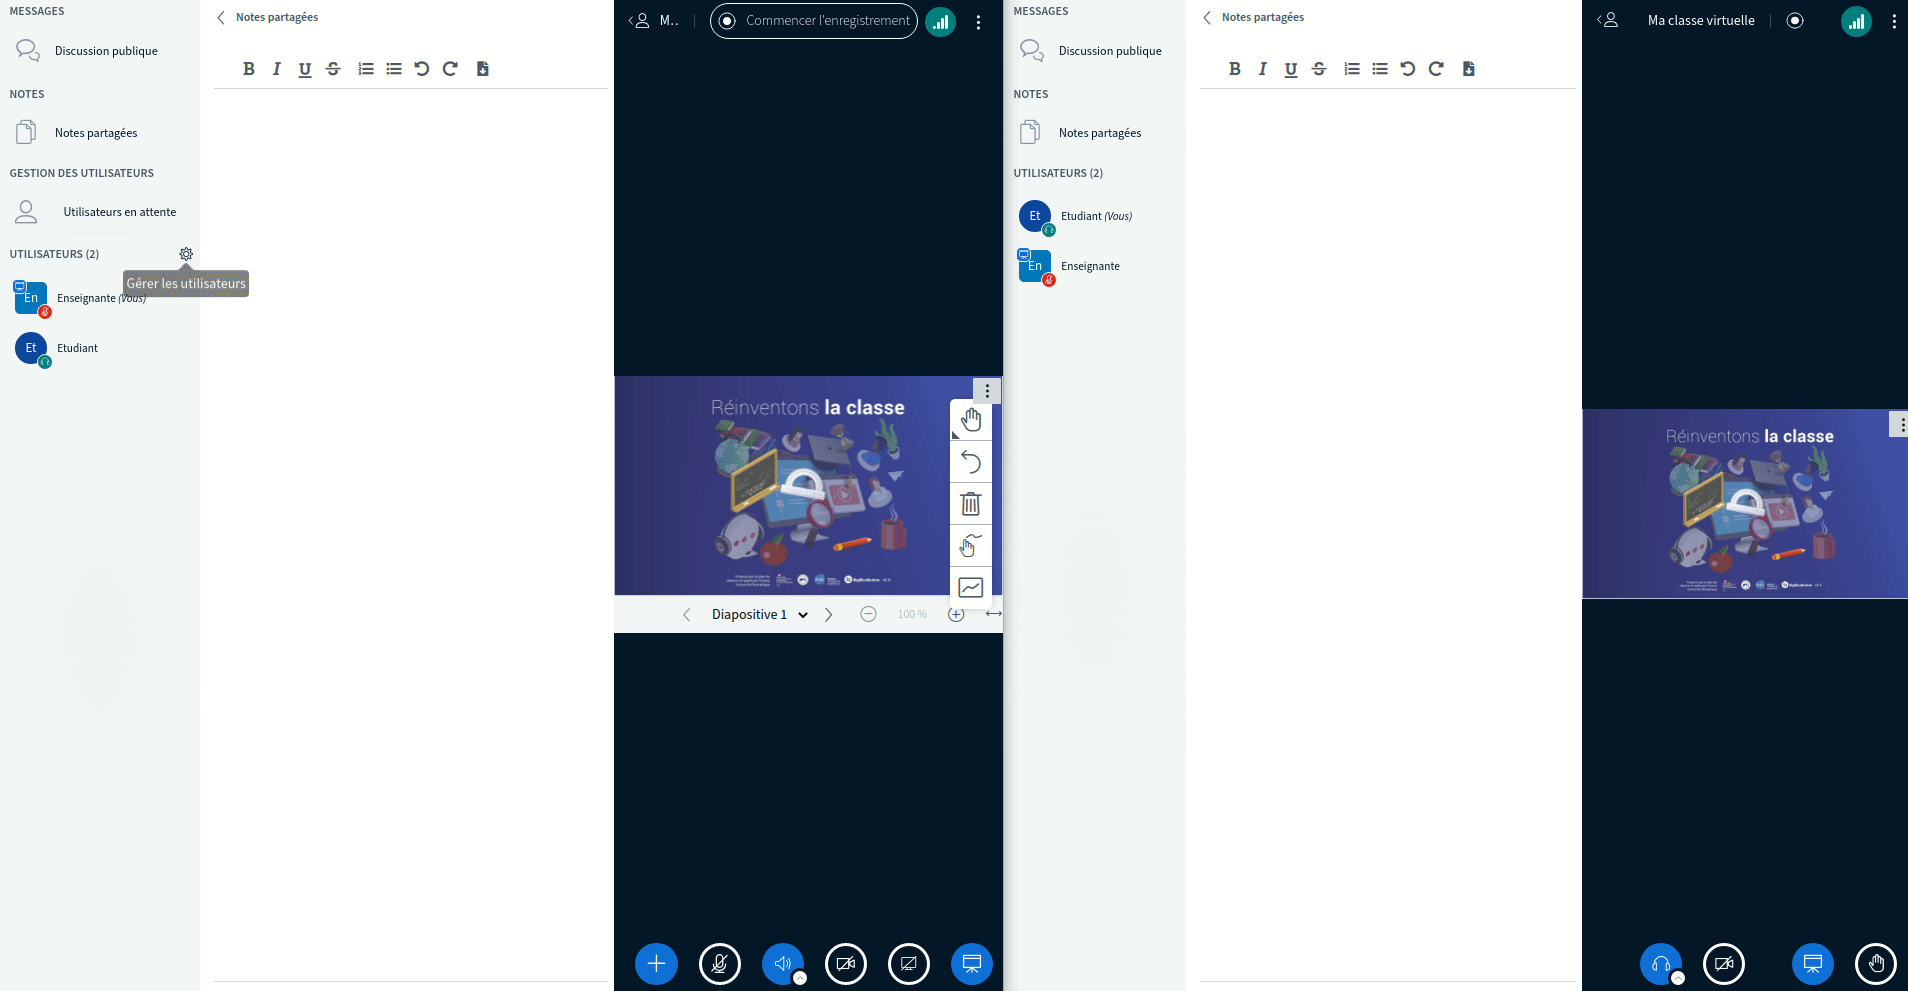 MESSAGES
Discussion publique
NOTES
Notes partagées
GESTION DES UTILISATEURS
Utilisateurs en attente
UTILISATEURS (2)
Gérer les utilisateurs
En
Enseignante (Vous)
Et
Etudiant
Notes partagées
B I U S
M..
Commencer l'enregistrement
Réinventons la classe
BigBlueButton
Diapositive 1
100 %
MESSAGES
Discussion publique
NOTES
Notes partagées
UTILISATEURS (2)
Et
Etudiant (Vous)
En
Enseignante
Notes partagées
B I U S
Ma classe virtuelle
Réinventons la classe